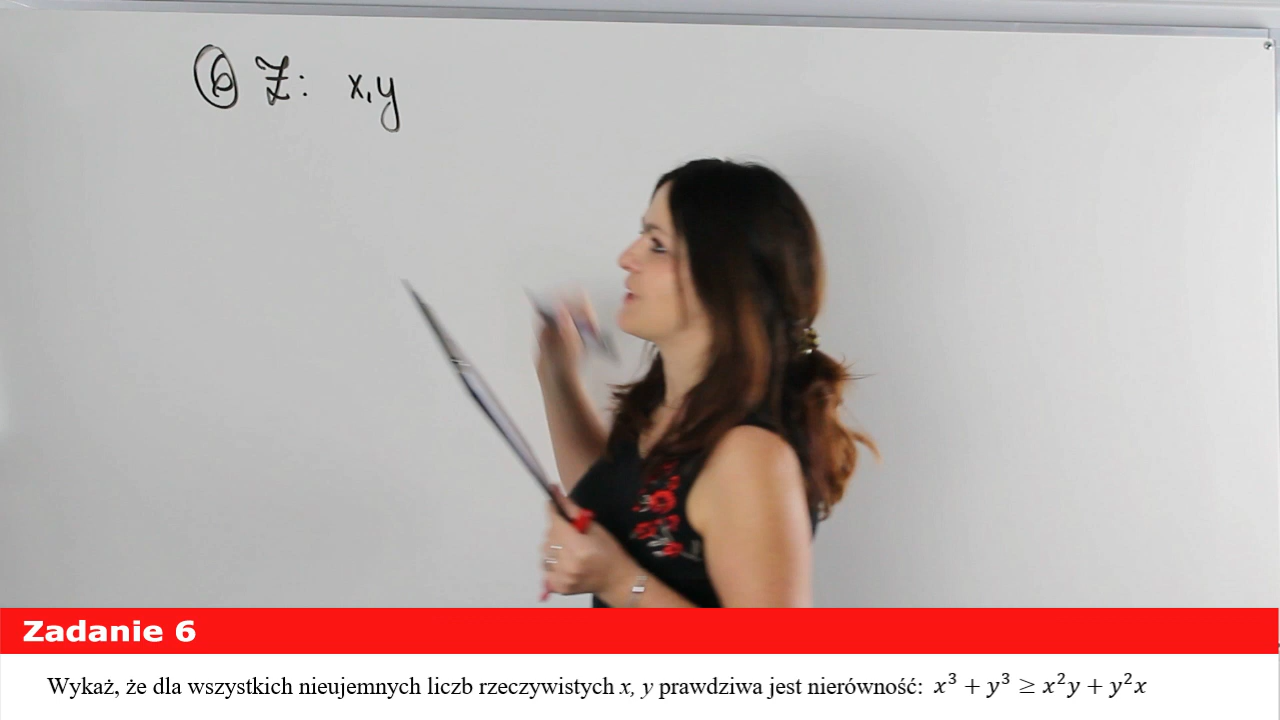 ⑥ Z: x,y
Zadanie 6
Wykaż, że dla wszystkich nieujemnych liczb rzeczywistych x, y prawdziwa jest nierówność: x³ + y³ ≥ x²y + y²x